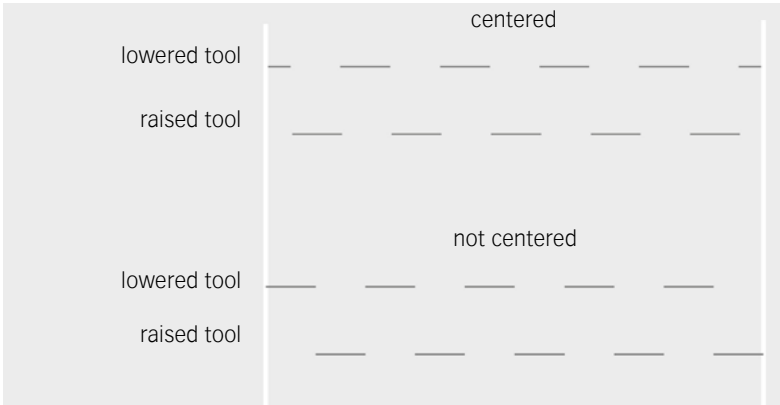 centered
lowered tool
raised tool
not centered
lowered tool
raised tool